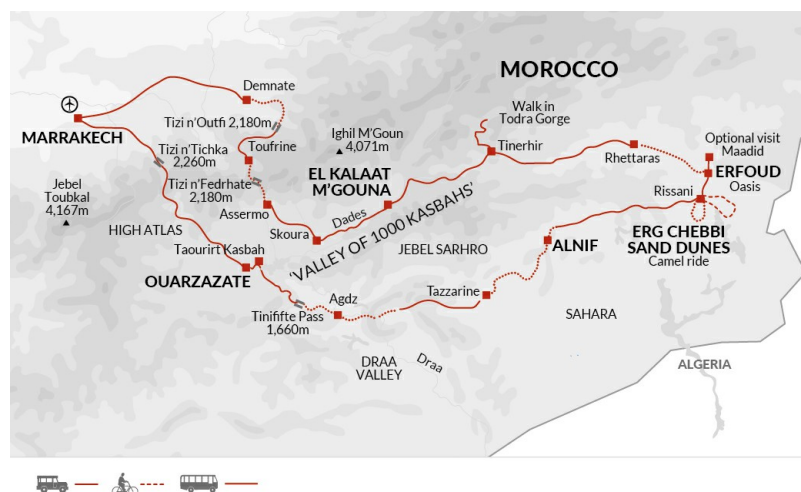 MOROCCO
Demnate
Walk in
Todra Gorge
Tizi n'Outfi 2,180m
Ighil M'Goun
4,071m
MARRAKECH
Tizi n'Tichka
2,260m
Toufrine
Tinerhir
Rhettaras
Optional visit
Maadid
EL KALAAT
M'GOUNA
ERFOUD
Oasis
Jebel
Toubkal
4,167m
Tizi n'Fedrhate
2,180m
Rissani
Assermo
Dades
HIGH ATLAS
Skoura
'VALLEY OF 1000 KASBAHS'
JEBEL SARHRO
ALNIF
ERG CHEBBI
SAND DUNES
Camel ride
Taourirt Kasbah
OUARZAZATE
Agdz
Tazzarine
Tinififte Pass
1,660m
SAHARA
DRAA
VALLEY
Draa
ALGERIA